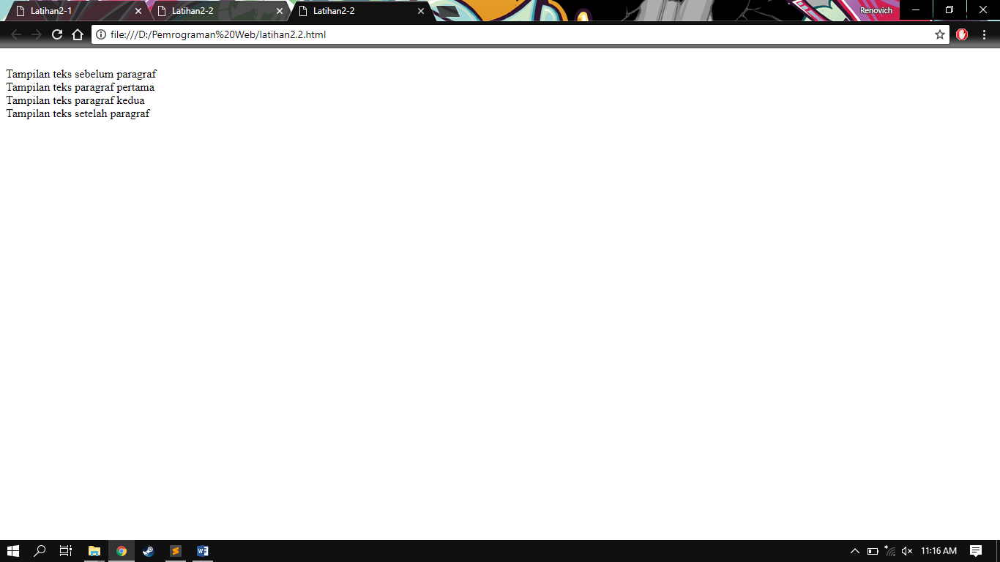 Latihan2-1
Latihan2-2
Latihan2-2
Renovich
file:///D:/Pemrograman%20Web/latihan2.2.html
Tampilan teks sebelum paragraf
Tampilan teks paragraf pertama
Tampilan teks paragraf kedua
Tampilan teks setelah paragraf
11:16 AM